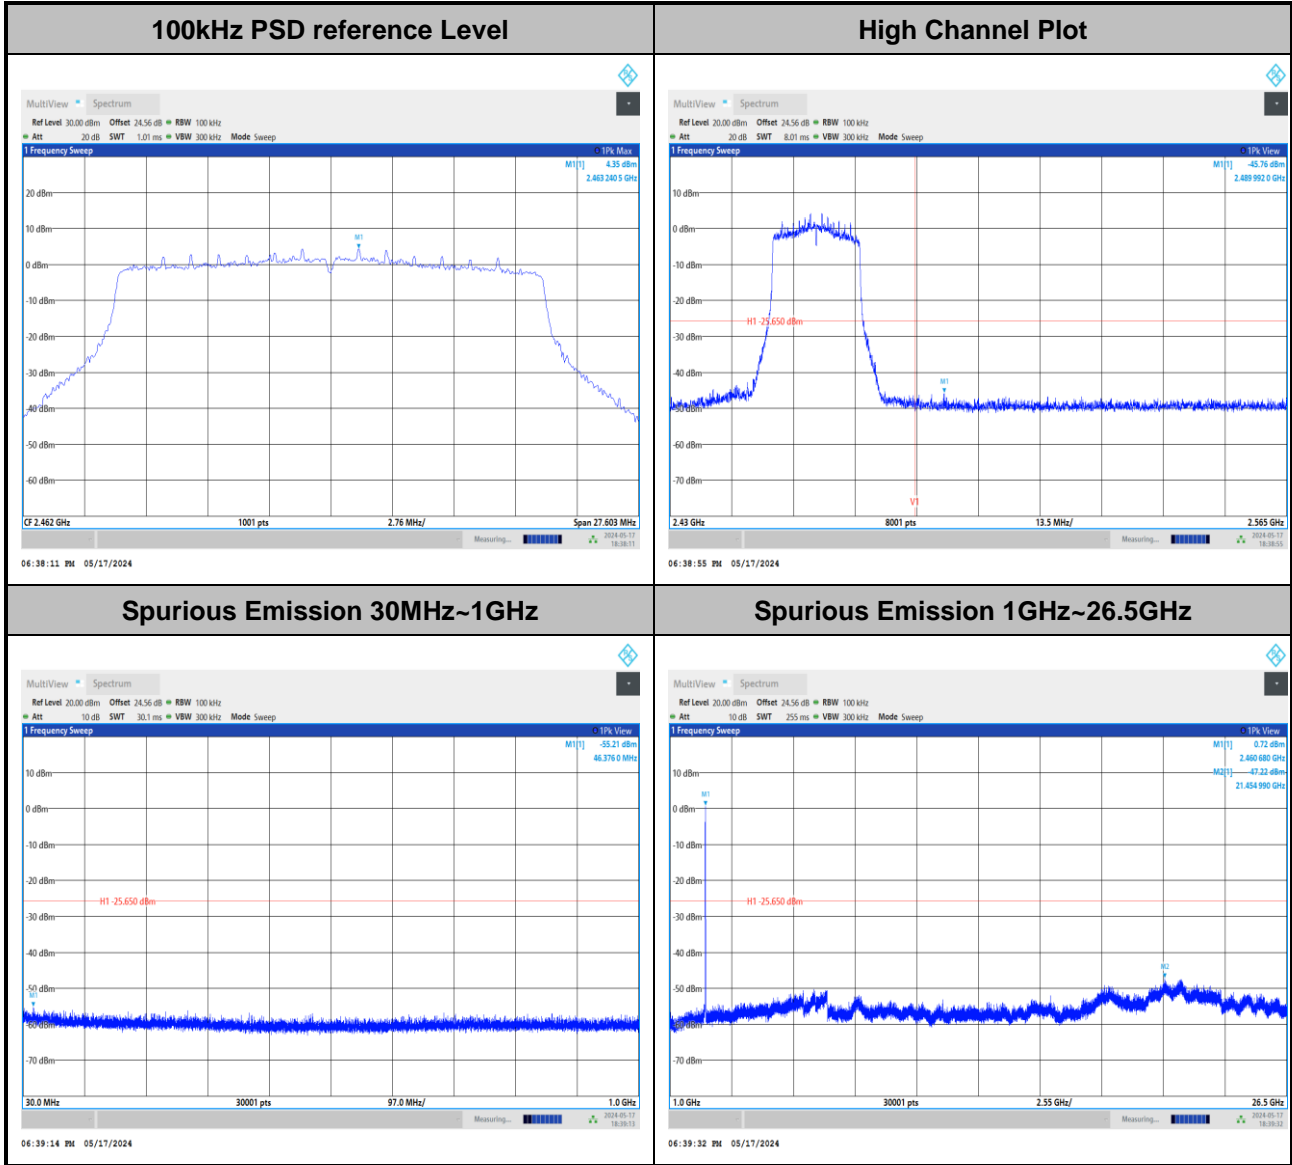 100kHz PSD reference Level
High Channel Plot
MultiView Spectrum
Ref Level 30.00 dBm Offset 24.56 dB RBW 100 kHz
Att 20 dB SWT 1.01 ms VBW 300 kHz Mode Sweep
1 Frequency Sweep 1Pk Max
M1[1] 4.35 dBm
2.463 240 5 GHz
20 dBm
10 dBm
M1
0 dBm
-10 dBm
-20 dBm
-30 dBm
-40 dBm
-50 dBm
-60 dBm
CF 2.462 GHz 1001 pts 2.76 MHz/ Span 27.603 MHz
Measuring... 2024-05-17
18:38:11
06:38:11 PM 05/17/2024
MultiView Spectrum
Ref Level 20.00 dBm Offset 24.56 dB RBW 100 kHz
Att 20 dB SWT 8.01 ms VBW 300 kHz Mode Sweep
1 Frequency Sweep 1Pk View
M1[1] -45.76 dBm
2.489 992 0 GHz
10 dBm
0 dBm
-10 dBm
-20 dBm
H1 -25.650 dBm
-30 dBm
-40 dBm
M1
-50 dBm
-60 dBm
-70 dBm
V1
2.43 GHz 8001 pts 13.5 MHz/ 2.565 GHz
Measuring... 2024-05-17
18:38:55
06:38:55 PM 05/17/2024
Spurious Emission 30MHz~1GHz
Spurious Emission 1GHz~26.5GHz
MultiView Spectrum
Ref Level 20.00 dBm Offset 24.56 dB RBW 100 kHz
Att 10 dB SWT 30.1 ms VBW 300 kHz Mode Sweep
1 Frequency Sweep 1Pk View
M1[1] -55.21 dBm
46.376 0 MHz
10 dBm
0 dBm
-10 dBm
-20 dBm
H1 -25.650 dBm
-30 dBm
-40 dBm
-50 dBm
M1
-60 dBm
-70 dBm
30.0 MHz 30001 pts 97.0 MHz/ 1.0 GHz
Measuring... 2024-05-17
18:39:13
06:39:14 PM 05/17/2024
MultiView Spectrum
Ref Level 20.00 dBm Offset 24.56 dB RBW 100 kHz
Att 10 dB SWT 255 ms VBW 300 kHz Mode Sweep
1 Frequency Sweep 1Pk View
M1[1] 0.72 dBm
2.460 680 GHz
M2[1] -47.22 dBm
21.454 990 GHz
10 dBm
M1
0 dBm
-10 dBm
-20 dBm
H1 -25.650 dBm
-30 dBm
-40 dBm
M2
-50 dBm
-60 dBm
-70 dBm
1.0 GHz 30001 pts 2.55 GHz/ 26.5 GHz
Measuring... 2024-05-17
18:39:32
06:39:32 PM 05/17/2024